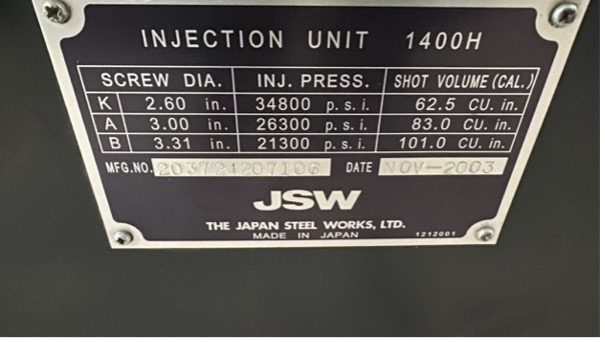 INJECTION UNIT 1400H
SCREW DIA. INJ. PRESS. SHOT VOLUME (CAL.)
K 2.60 in. 34800 p.s.i. 62.5 CU. in.
A 3.00 in. 26300 p.s.i. 83.0 CU. in.
B 3.31 in. 21300 p.s.i. 101.0 CU. in.
MFG.NO. 203724207106 DATE NOV-2003
JSW
THE JAPAN STEEL WORKS, LTD.
MADE IN JAPAN 1212001